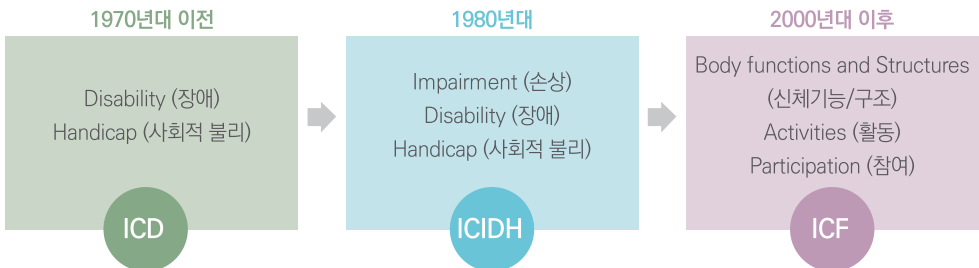 1970년대 이전
Disability (장애)
Handicap (사회적 불리)
ICD
1980년대
Impairment (손상)
Disability (장애)
Handicap (사회적 불리)
ICIDH
2000년대 이후
Body functions and Structures
(신체기능/구조)
Activities (활동)
Participation (참여)
ICF